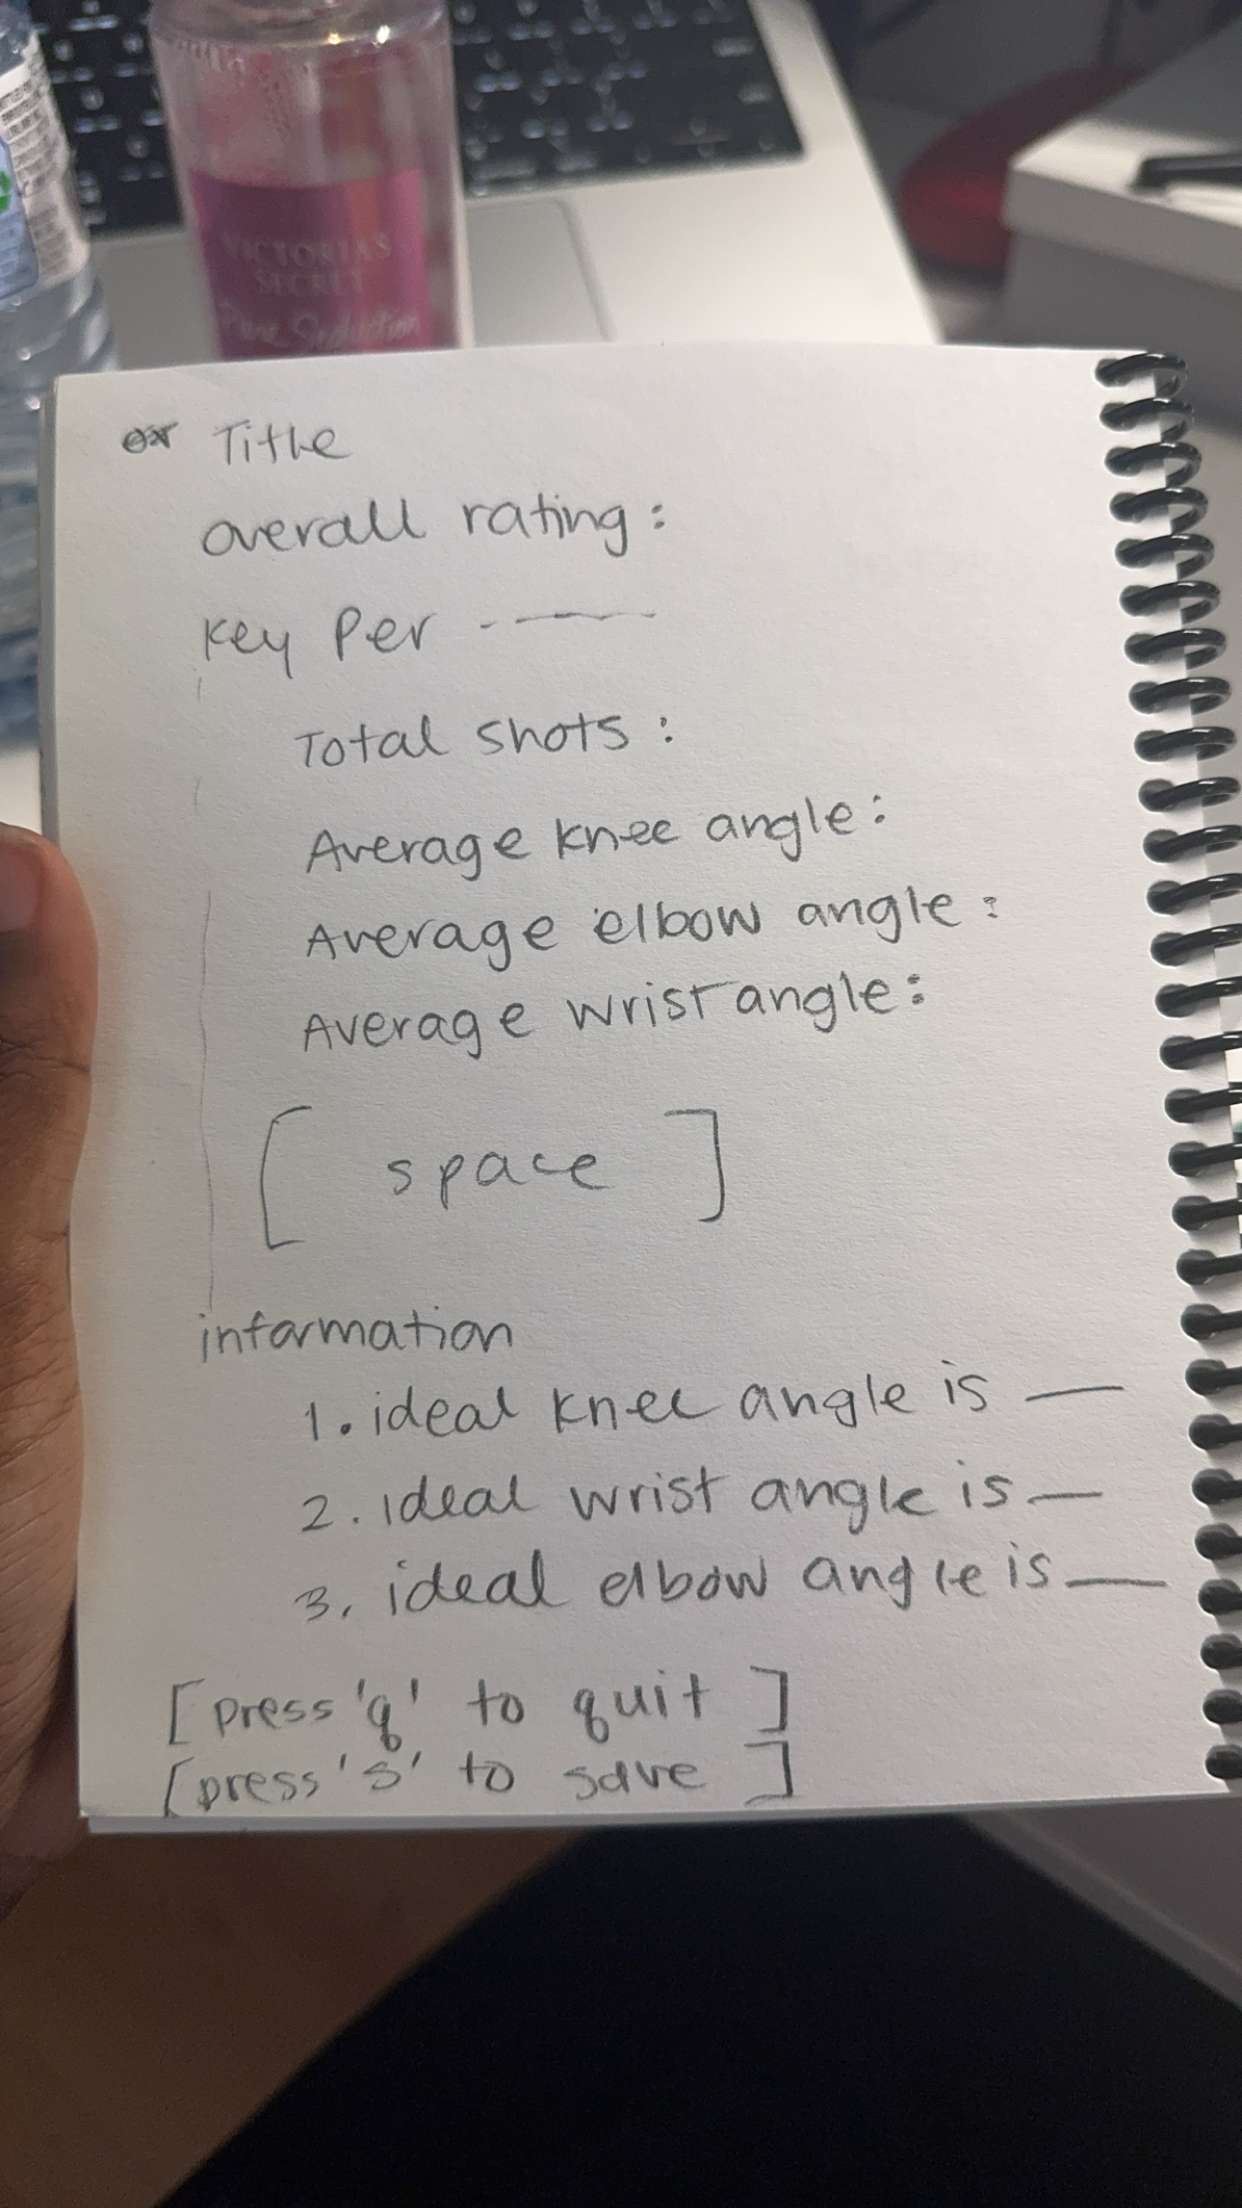 VICTORIA'S
SECRET
Pure Seduction
Title
overall rating:
Key Per
Total shots:
Average knee angle:
Average elbow angle:
Average wrist angle:
[ space ]
information
1. ideal knee angle is —
2. ideal wrist angle is —
3. ideal elbow angle is —
[press 'q' to quit ]
[press 's' to save ]